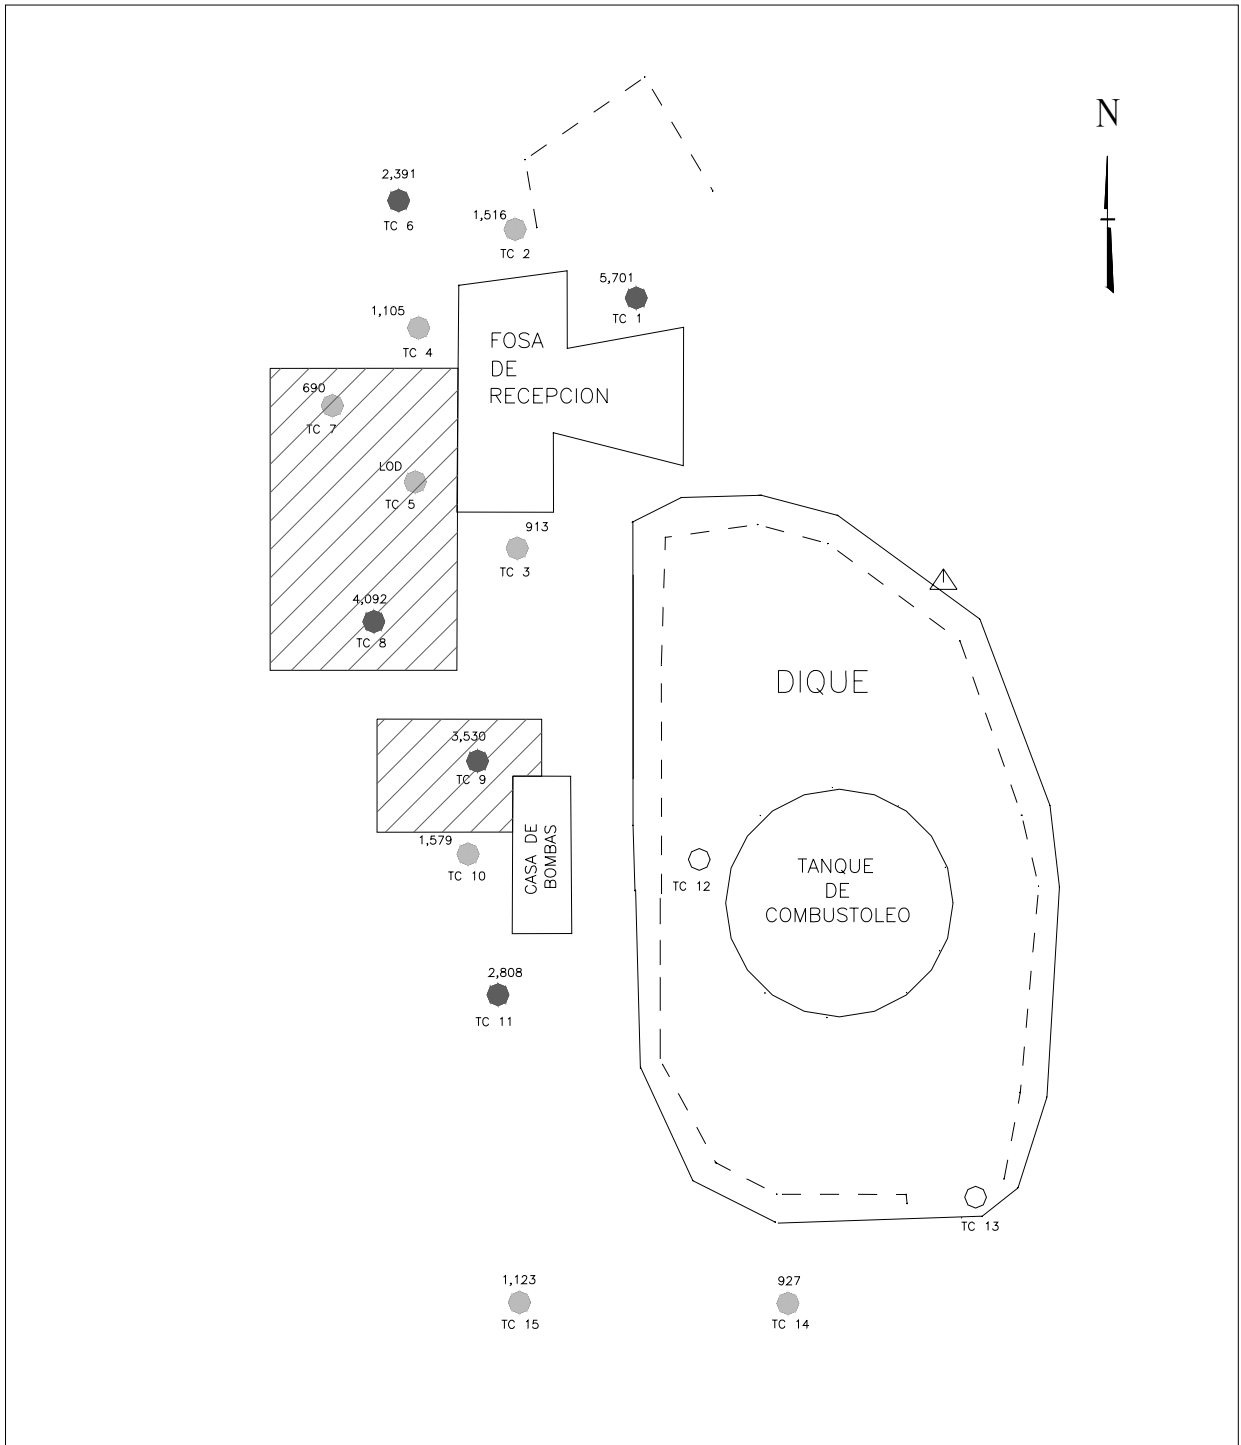 N
2,391
TC 6
1,516
TC 2
5,701
TC 1
1,105
TC 4
FOSA
DE
RECEPCION
690
TC 7
LOD
TC 5
913
TC 3
4,092
TC 8
DIQUE
3,530
TC 9
1,579
TC 10
CASA DE
BOMBAS
TC 12
TANQUE
DE
COMBUSTOLEO
2,808
TC 11
TC 13
1,123
TC 15
927
TC 14